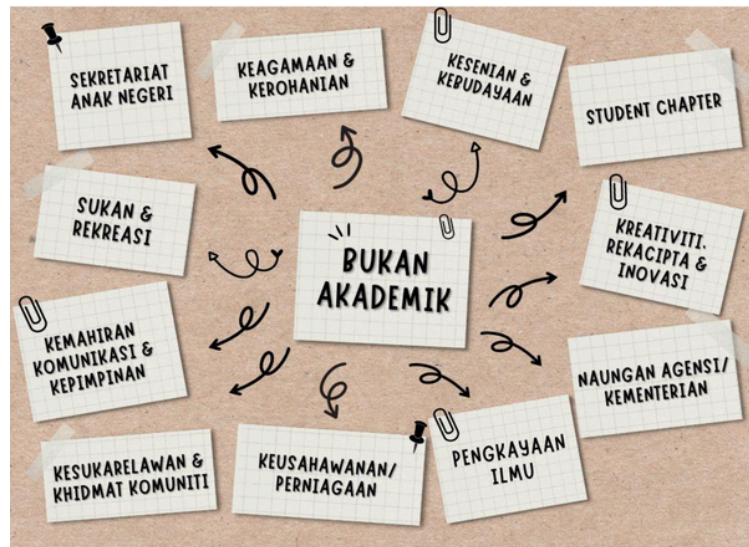 SEKRETARIAT
ANAK NEGERI
KEAGAMAAN &
KEROHANIAN
KESENIAN &
KEBUDAYAAN
STUDENT CHAPTER
SUKAN &
REKREASI
BUKAN
AKADEMIK
KREATIVITI.
REKACIPTA &
INOVASI
KEMAHIRAN
KOMUNIKASI &
KEPIMPINAN
NAUNGAN AGENSI/
KEMENTERIAN
KESUKARELAWAN &
KHIDMAT KOMUNITI
KEUSAHAWANAN/
PERNIAGAAN
PENGKAYAAN
ILMU